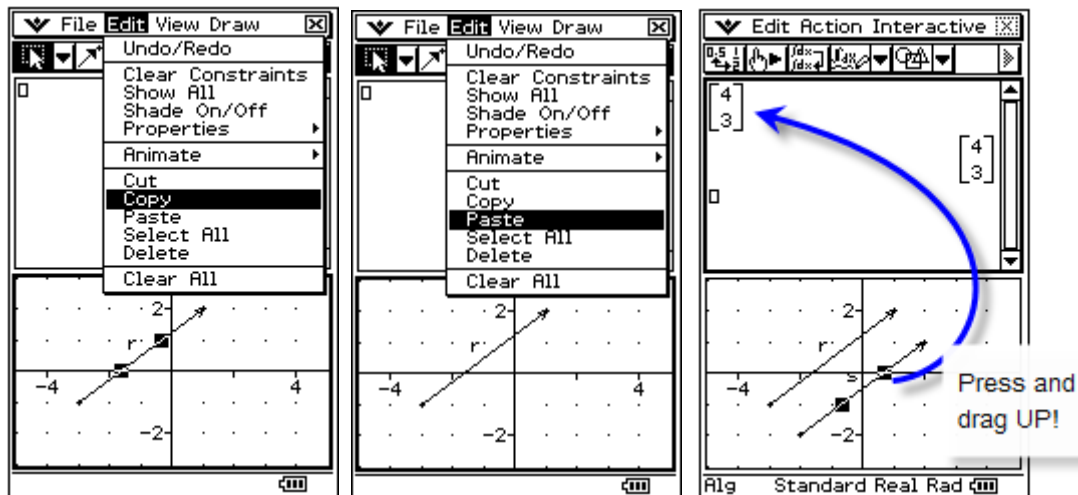 File Edit View Draw
Undo/Redo
Clear Constraints
Show All
Shade On/Off
Properties
Animate
Cut
Copy
Paste
Select All
Delete
Clear All
2
r
-4
4
-2
File Edit View Draw
Undo/Redo
Clear Constraints
Show All
Shade On/Off
Properties
Animate
Cut
Copy
Paste
Select All
Delete
Clear All
2
r
-4
4
-2
Edit Action Interactive
[4
3]
[4
3]
2
r
s
-4
4
-2
Alg Standard Real Rad
Press and
drag UP!